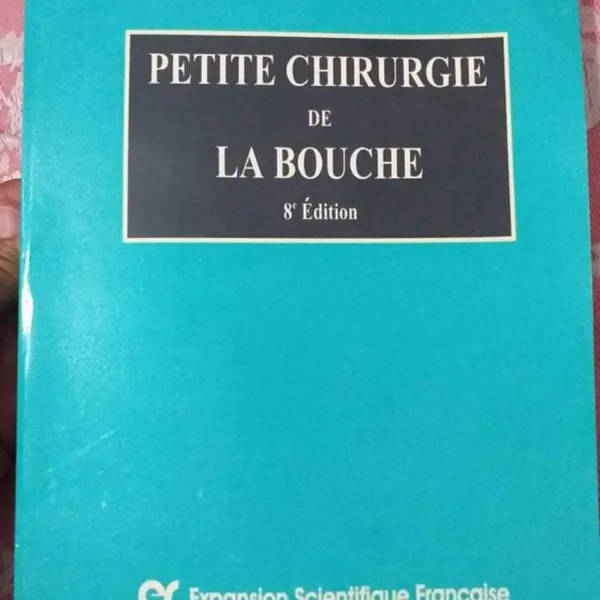 PETITE CHIRURGIE
DE
LA BOUCHE
8e Édition
Expansion Scientifique Française